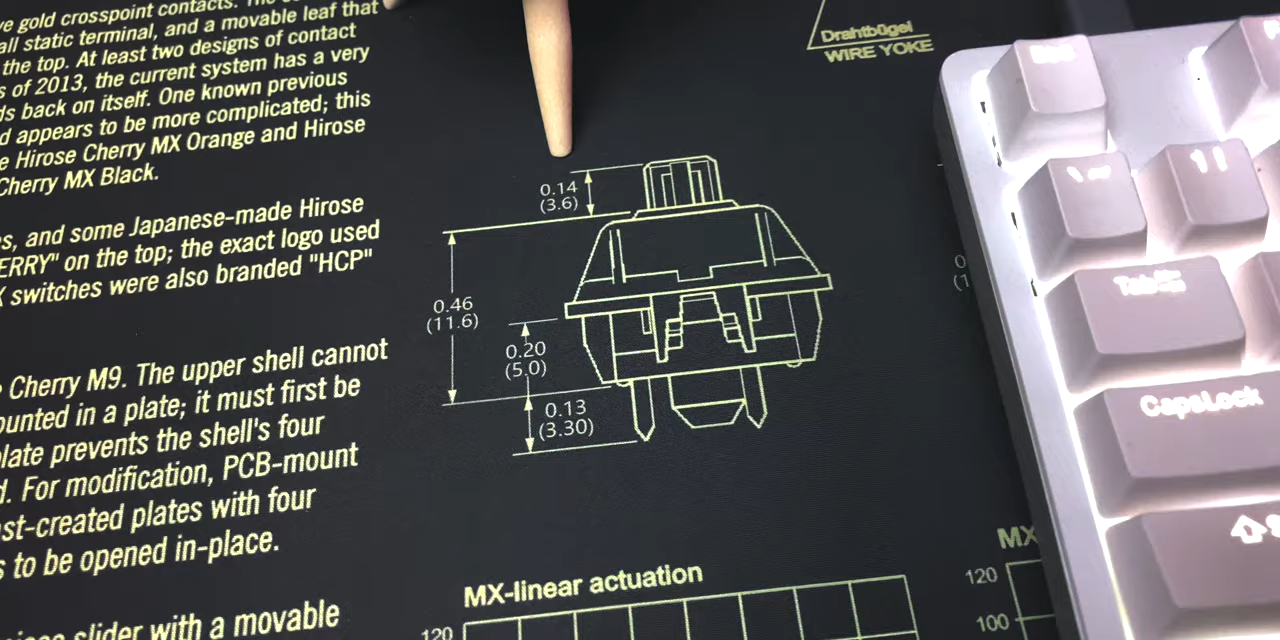 ve gold crosspoint contacts.
all static terminal, and a movable leaf that
the top. At least two designs of contact
s of 2013, the current system has a very
ds back on itself. One known previous
d appears to be more complicated; this
e Hirose Cherry MX Orange and Hirose
Cherry MX Black.
s, and some Japanese-made Hirose
ERRY" on the top; the exact logo used
X switches were also branded "HCP"
Cherry M9. The upper shell cannot
ounted in a plate; it must first be
late prevents the shell's four
d. For modification, PCB-mount
st-created plates with four
s to be opened in-place.
slider with a movable
Drahtbügel
WIRE YOKE
0.14
(3.6)
0.46
(11.6)
0.20
(5.0)
0.13
(3.30)
MX-linear actuation
120
MX
120
100
Esc
Tab
CapsLock